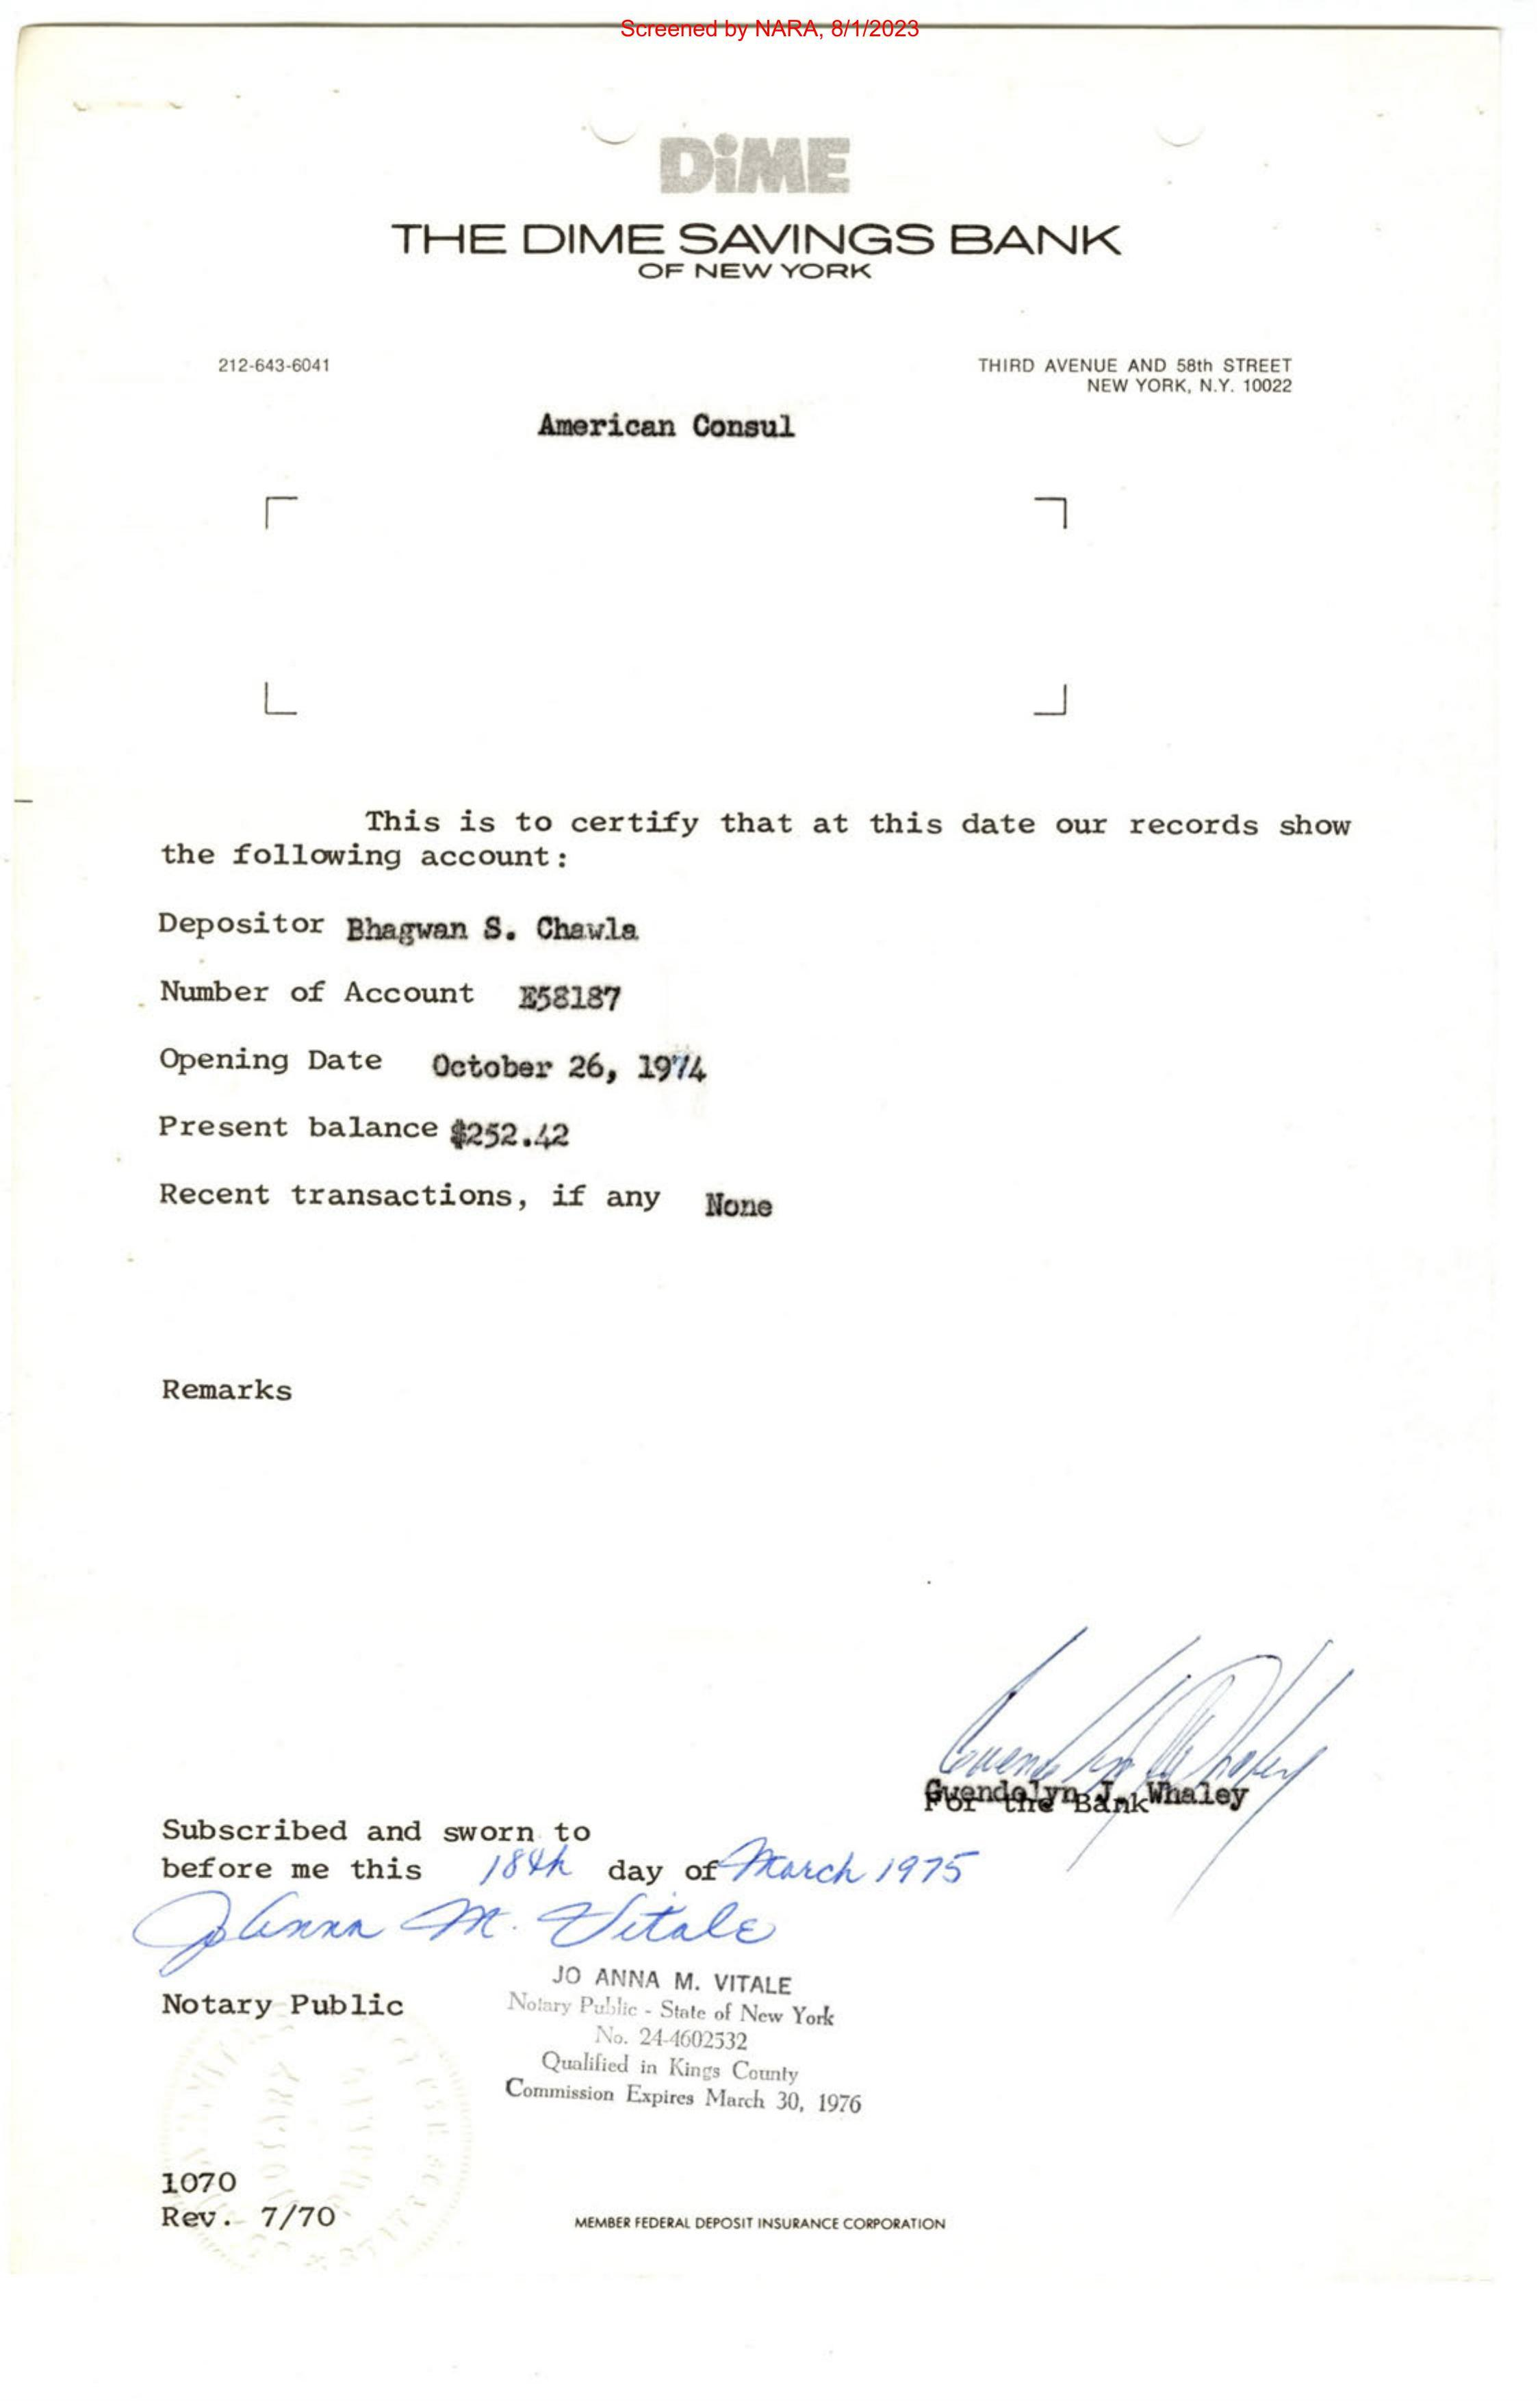 Screened by NARA, 8/1/2023
DiME
THE DIME SAVINGS BANK
OF NEW YORK
212-643-6041
THIRD AVENUE AND 58th STREET
NEW YORK, N.Y. 10022
American Consul
This is to certify that at this date our records show
the following account:
Depositor Bhagwan S. Chawla
Number of Account E58187
Opening Date October 26, 1974
Present balance $252.42
Recent transactions, if any None
Remarks
Gwendolyn J. Whaley
Gwendolyn J. Whaley
For the Bank
Subscribed and sworn to
before me this 18th day of March 1975
Jo Anna M. Vitale
JO ANNA M. VITALE
Notary Public
Notary Public - State of New York
No. 24-4602532
Qualified in Kings County
Commission Expires March 30, 1976
1070
Rev. 7/70
MEMBER FEDERAL DEPOSIT INSURANCE CORPORATION